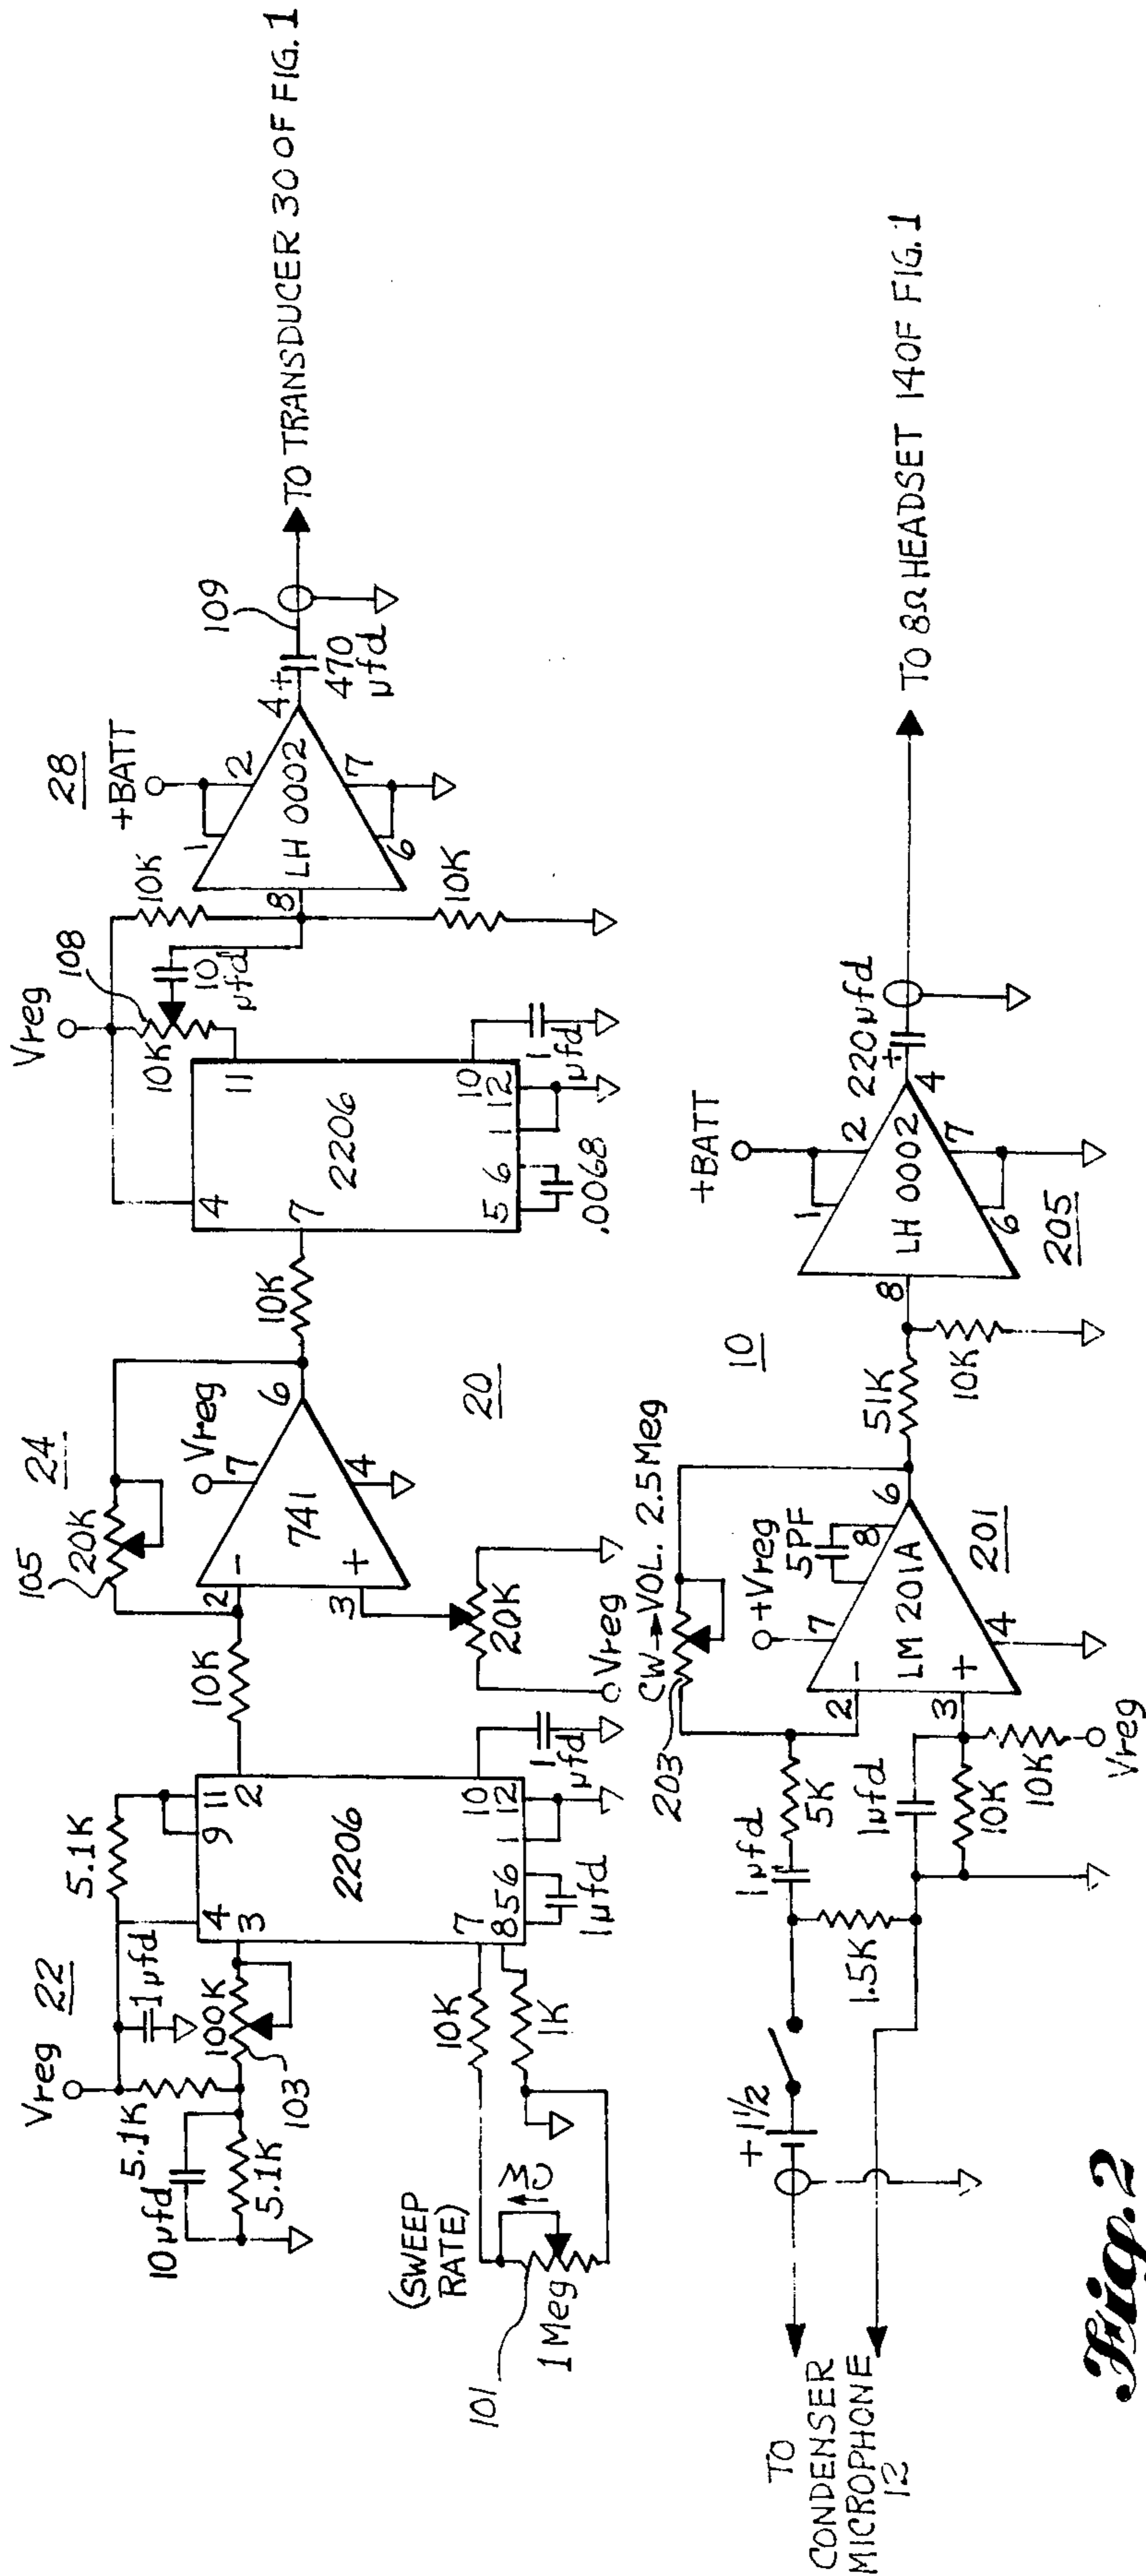 Vreg
22
5.1K
1µfd
5.1K
10µfd
5.1K
100K
103
4
3
9
11
2
2206
7
8
5
6
1
12
10
1µfd
1
µfd
10K
1K
(SWEEP
RATE)
CW
1 Meg
101
10K
105
20K
24
Vreg
2
3
-
+
741
7
4
6
20K
Vreg
20
10K
4
11
7
2206
5
6
1
12
10
.0068
1
µfd
Vreg
108
10K
10
µfd
10K
10K
28
+BATT
1
2
8
LH 0002
6
7
4
+
470
µfd
109
TO TRANSDUCER 30 OF FIG. 1
TO
CONDENSER
MICROPHONE
12
+ 1½
1.5K
1µfd
5K
1µfd
10K
10K
Vreg
203
CW→VOL. 2.5 Meg
+Vreg
5PF
2
3
-
+
7
8
LM 201A
4
6
201
51K
10K
10
+BATT
1
2
8
LH 0002
6
7
4
205
+
220µfd
TO 8Ω HEADSET 14 OF FIG. 1
Fig. 2